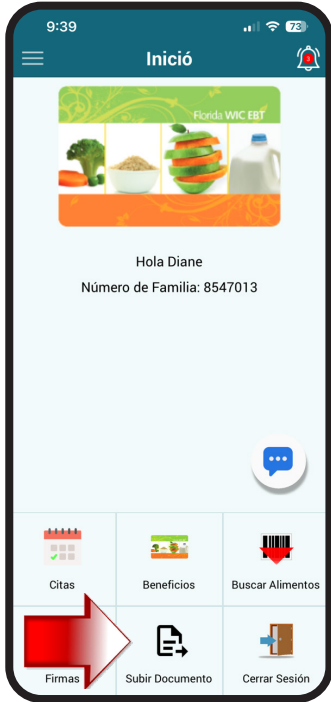 9:39
73
Inició
3
Florida WIC EBT
Hola Diane
Número de Familia: 8547013
Citas
Beneficios
Buscar Alimentos
Firmas
Subir Documento
Cerrar Sesión